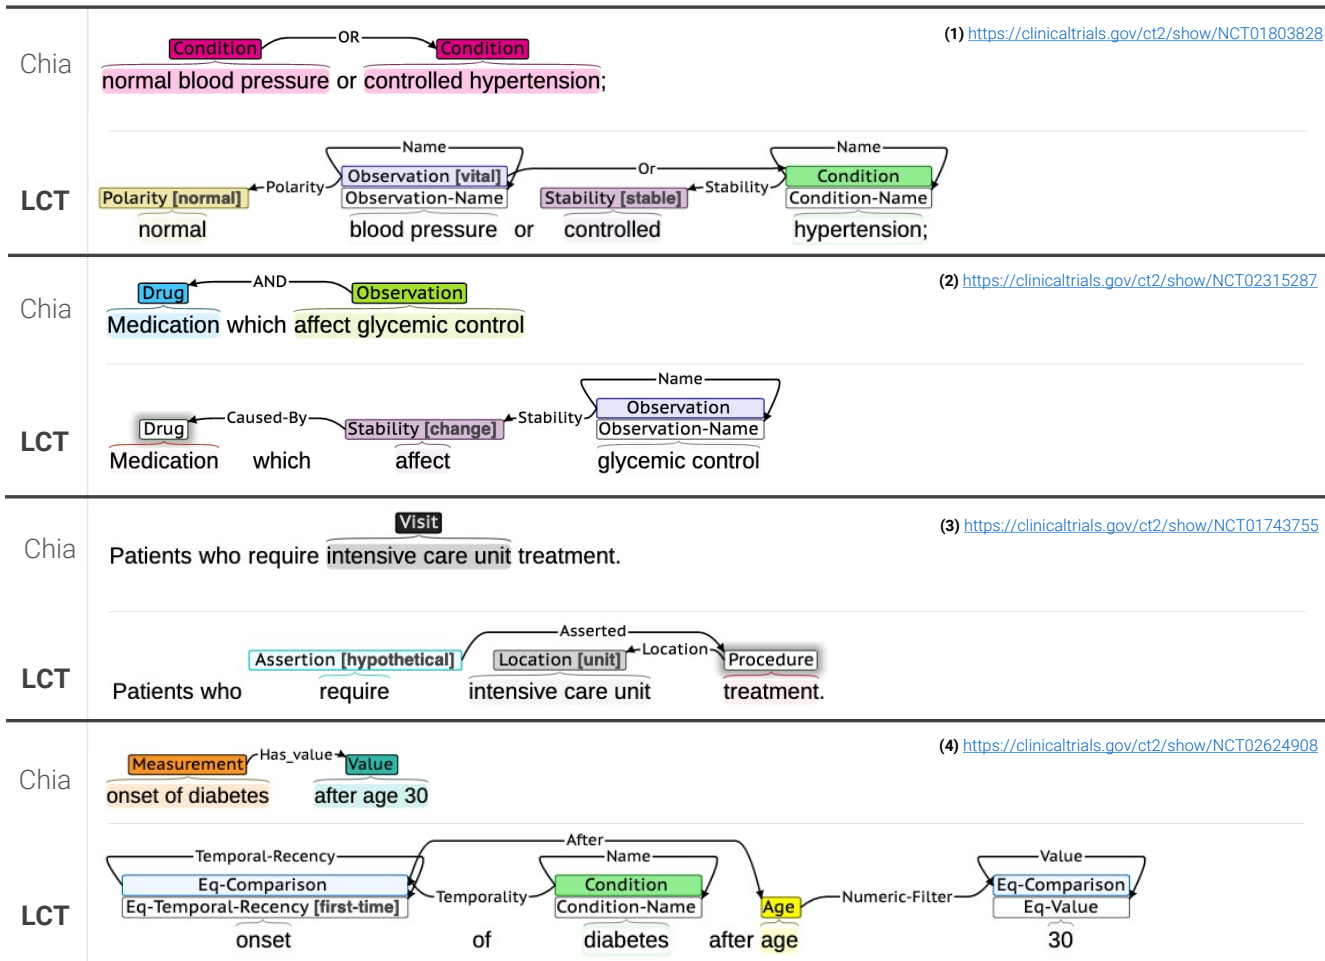 (1) https://clinicaltrials.gov/ct2/show/NCT01803828
Chia
Condition OR Condition
normal blood pressure or controlled hypertension;
LCT
Name Name
Observation [vital] Or Condition
Polarity [normal] Polarity Observation-Name Stability [stable] Stability Condition-Name
normal blood pressure or controlled hypertension;
(2) https://clinicaltrials.gov/ct2/show/NCT02315287
Chia
Drug AND Observation
Medication which affect glycemic control
LCT
Name
Observation
Drug Caused-By Stability [change] Stability Observation-Name
Medication which affect glycemic control
(3) https://clinicaltrials.gov/ct2/show/NCT01743755
Chia
Visit
Patients who require intensive care unit treatment.
LCT
Asserted
Assertion [hypothetical] Location [unit] Location Procedure
Patients who require intensive care unit treatment.
(4) https://clinicaltrials.gov/ct2/show/NCT02624908
Chia
Measurement Has_value Value
onset of diabetes after age 30
LCT
After
Temporal-Recency Name Value
Eq-Comparison Temporality Condition Numeric-Filter Eq-Comparison
Eq-Temporal-Recency [first-time] Condition-Name Age Eq-Value
onset of diabetes after age 30